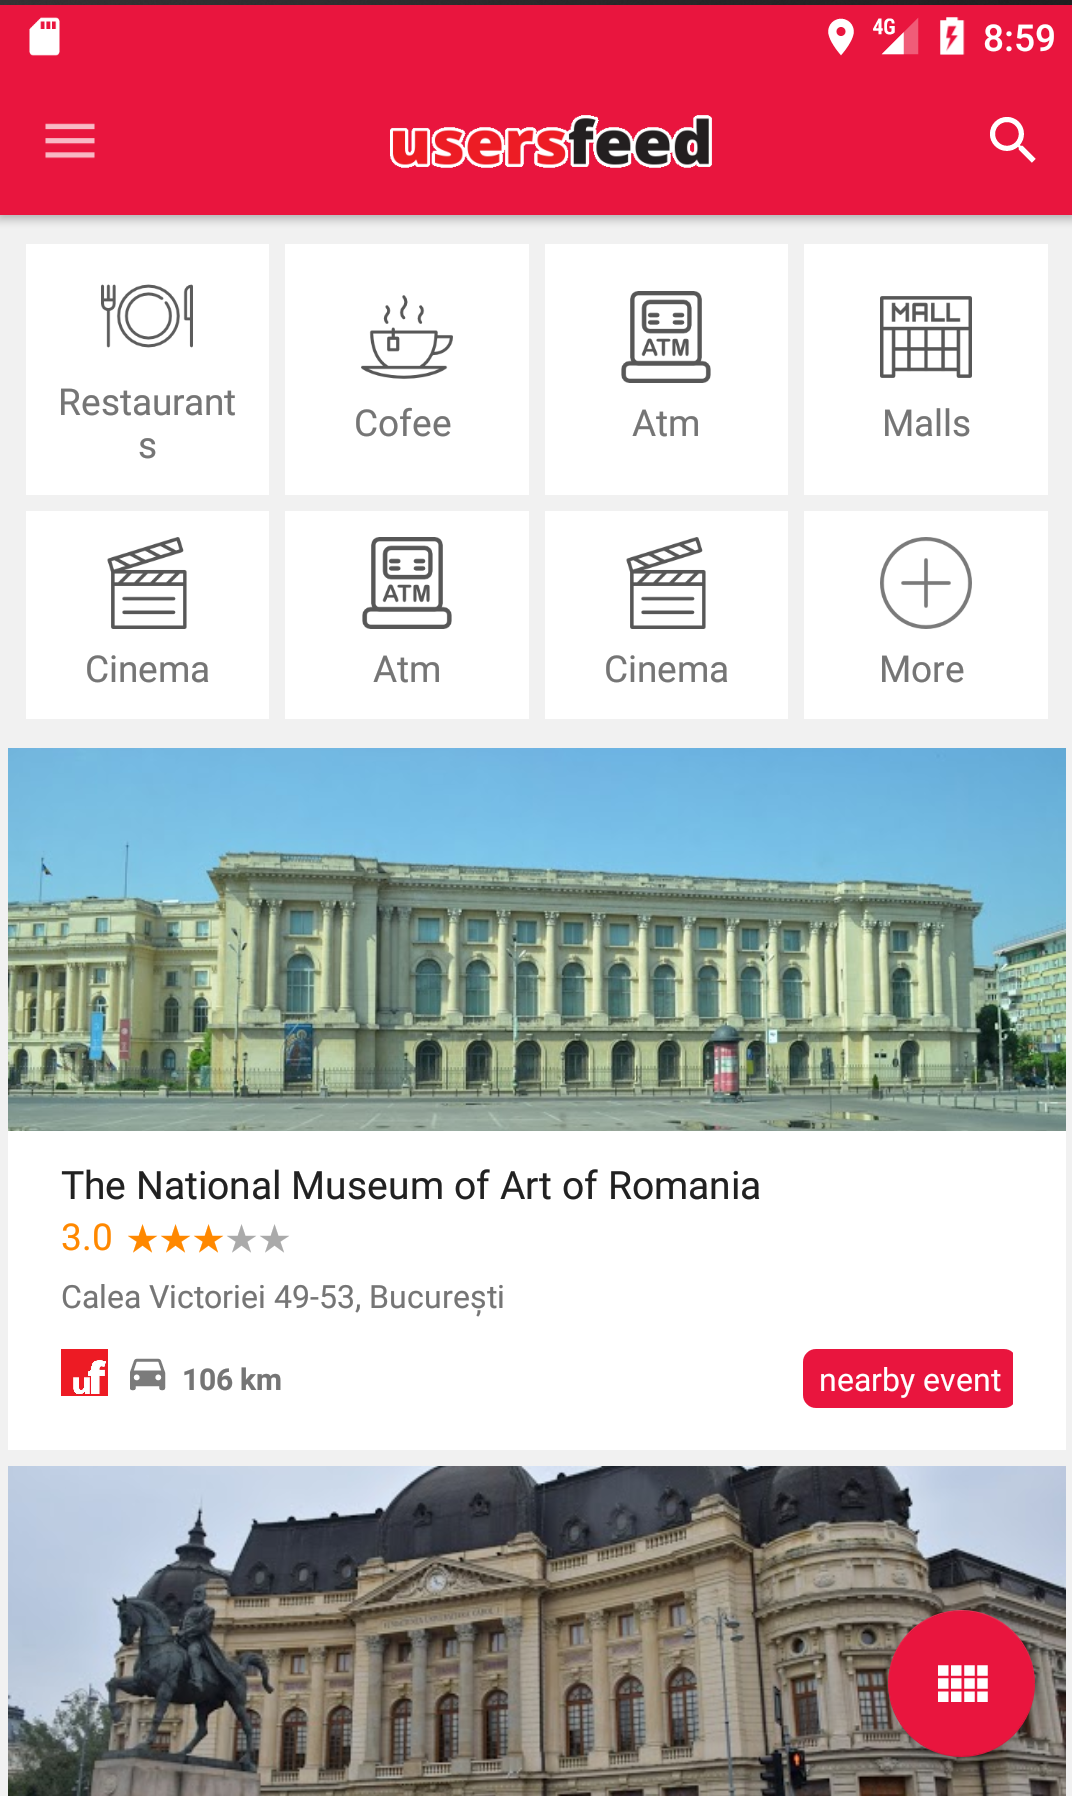 4G 8:59
usersfeed
MALL
ATM
Restaurant
s
Cofee
Atm
Malls
ATM
Cinema
Atm
Cinema
More
The National Museum of Art of Romania
3.0
Calea Victoriei 49-53, București
uf 106 km
nearby event